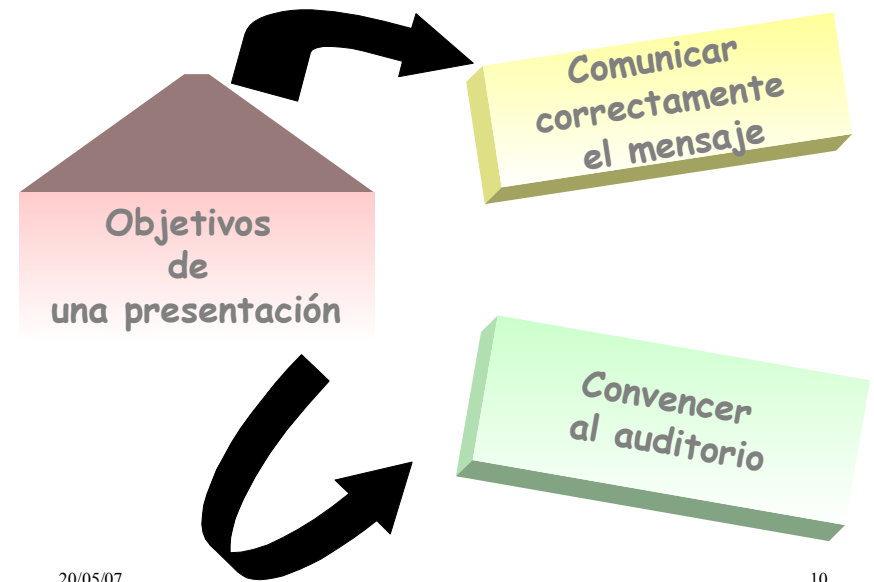 Comunicar
correctamente
el mensaje
Objetivos
de
una presentación
Convencer
al auditorio
20/05/07
10